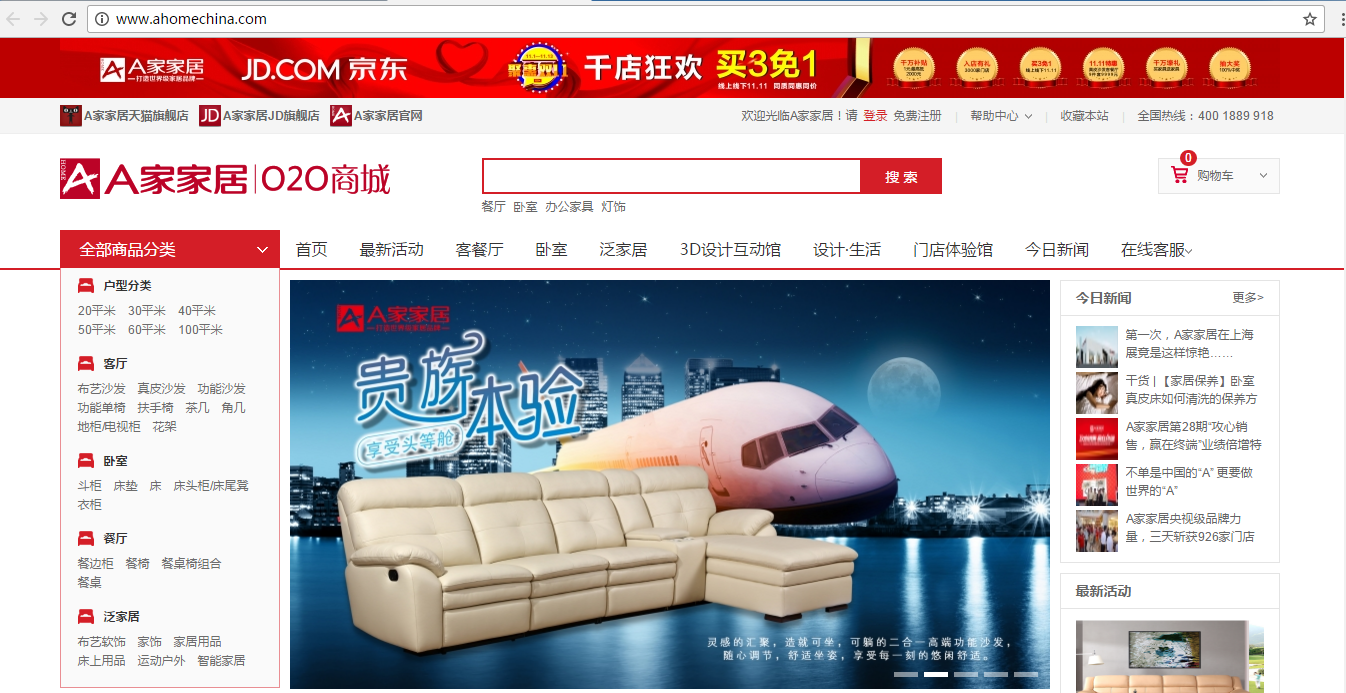 www.ahomechina.com
A家家居
打造世界级家居品牌
JD.COM 京东
聚惠双11
千店狂欢
买3免1
线上线下11.11 同质同同价
千万补贴
入店有礼
买3免1
11.11特惠
千万豪礼
抽大奖
A家家居天猫旗舰店
JD
A家家居JD旗舰店
A家家居官网
欢迎光临A家家居！请 登录 免费注册
帮助中心
收藏本站
全国热线：400 1889 918
HOME
A家家居|O2O商城
搜 索
0
购物车
餐厅 卧室 办公家具 灯饰
全部商品分类
首页
最新活动
客餐厅
卧室
泛家居
3D设计互动馆
设计·生活
门店体验馆
今日新闻
在线客服
户型分类
20平米 30平米 40平米
50平米 60平米 100平米
客厅
布艺沙发 真皮沙发 功能沙发
功能单椅 扶手椅 茶几 角几
地柜/电视柜 花架
卧室
斗柜 床垫 床 床头柜/床尾凳
衣柜
餐厅
餐边柜 餐椅 餐桌椅组合
餐桌
泛家居
布艺软饰 家饰 家居用品
床上用品 运动户外 智能家居
A家家居
打造世界级家居品牌
贵族
体验
享受头等舱
灵感的汇聚，造就可坐，可躺的二合一高端功能沙发，
随心调节，舒适坐姿，享受每一刻的悠闲舒适。
今日新闻
更多>
第一次，A家家居在上海
展竟是这样惊艳……
干货 |【家居保养】卧室
真皮床如何清洗的保养方
A家家居第28期“攻心销
售，赢在终端”业绩倍增特
不单是中国的“A” 更要做
世界的“A”
A家家居央视级品牌力
量，三天斩获926家门店
最新活动